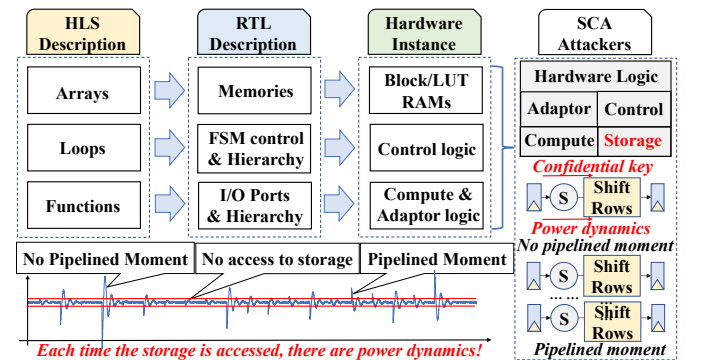 HLS
Description
RTL
Description
Hardware
Instance
SCA
Attackers
Arrays
Memories
Block/LUT
RAMs
Loops
FSM control
& Hierarchy
Control logic
Functions
I/O Ports
& Hierarchy
Compute &
Adaptor logic
Hardware Logic
Adaptor
Control
Compute
Storage
Confidential key
S
Shift
Rows
Power dynamics
No pipelined moment
S
Shift
Rows
... ...
...
S
Shift
Rows
Pipelined moment
No Pipelined Moment
No access to storage
Pipelined Moment
Each time the storage is accessed, there are power dynamics!